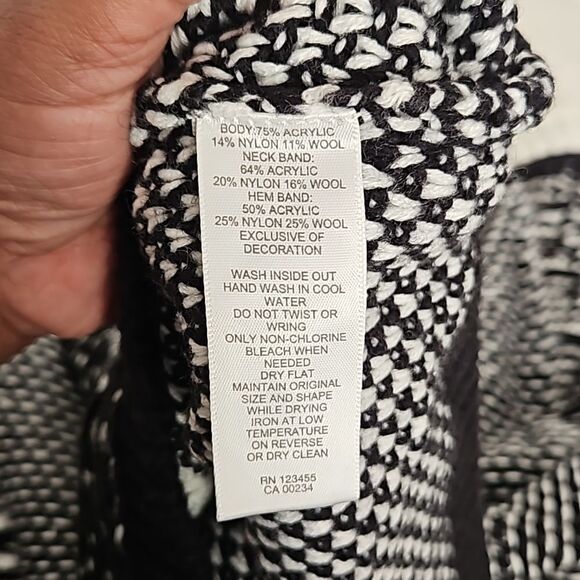 BODY:75% ACRYLIC
14% NYLON 11% WOOL
NECK BAND:
64% ACRYLIC
20% NYLON 16% WOOL
HEM BAND:
50% ACRYLIC
25% NYLON 25% WOOL
EXCLUSIVE OF
DECORATION
WASH INSIDE OUT
HAND WASH IN COOL
WATER
DO NOT TWIST OR
WRING
ONLY NON-CHLORINE
BLEACH WHEN
NEEDED
DRY FLAT
MAINTAIN ORIGINAL
SIZE AND SHAPE
WHILE DRYING
IRON AT LOW
TEMPERATURE
ON REVERSE
OR DRY CLEAN
RN 123455
CA 00234